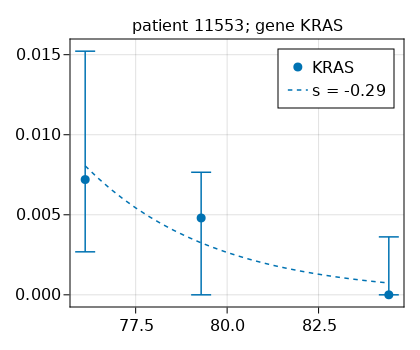 patient 11553; gene KRAS
KRAS
s = -0.29
0.015
0.010
0.005
0.000
77.5 80.0 82.5